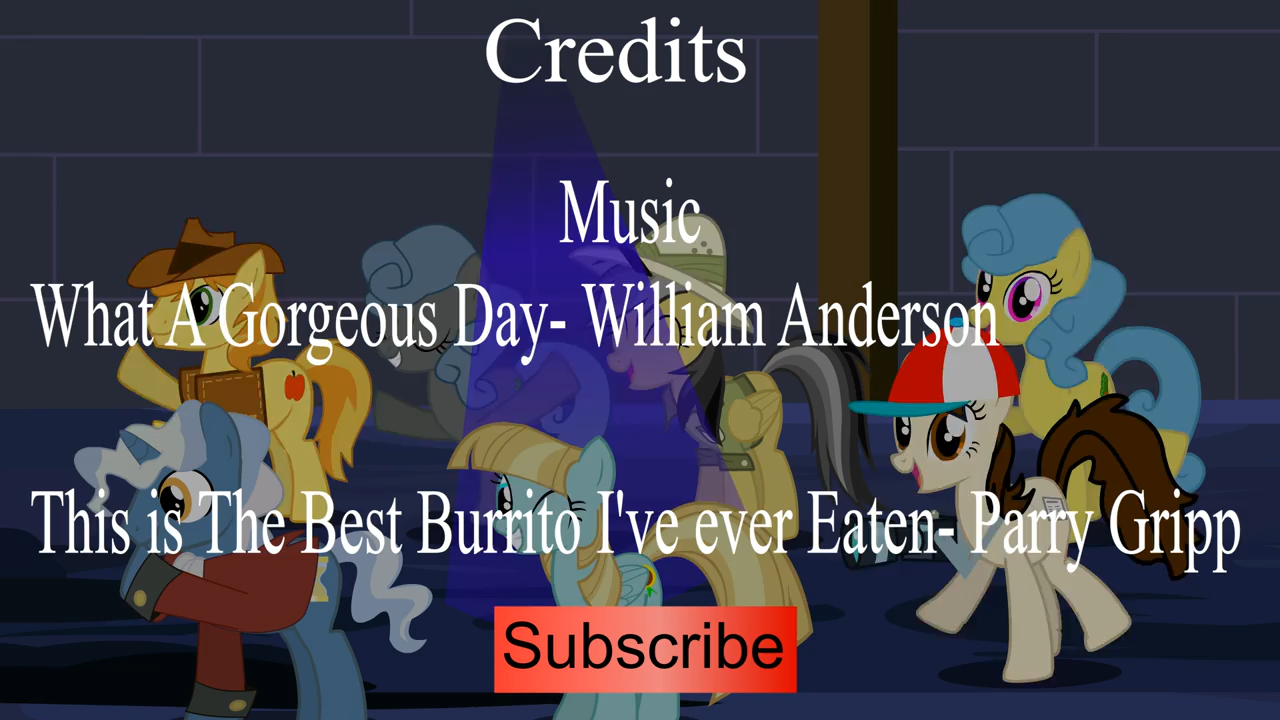 Credits
Music
What A Gorgeous Day- William Anderson
This is The Best Burrito I've ever Eaten- Parry Gripp
Subscribe